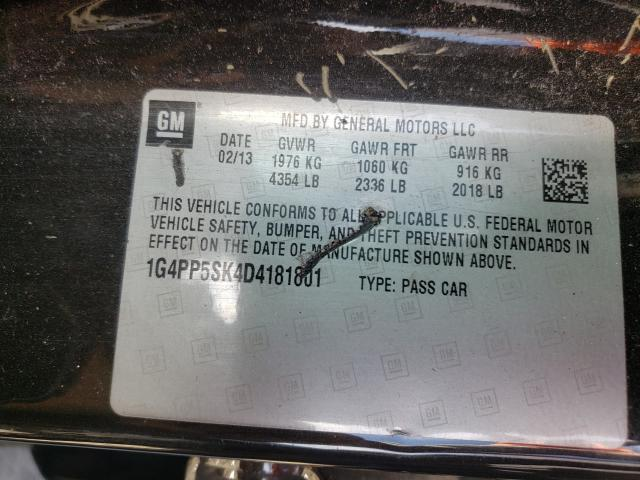 GM
MFD BY GENERAL MOTORS LLC
DATE GVWR GAWR FRT GAWR RR
02/13 1976 KG 1060 KG 916 KG
4354 LB 2336 LB 2018 LB
THIS VEHICLE CONFORMS TO ALL APPLICABLE U.S. FEDERAL MOTOR
VEHICLE SAFETY, BUMPER, AND THEFT PREVENTION STANDARDS IN
EFFECT ON THE DATE OF MANUFACTURE SHOWN ABOVE.
1G4PP5SK4D4181801 TYPE: PASS CAR